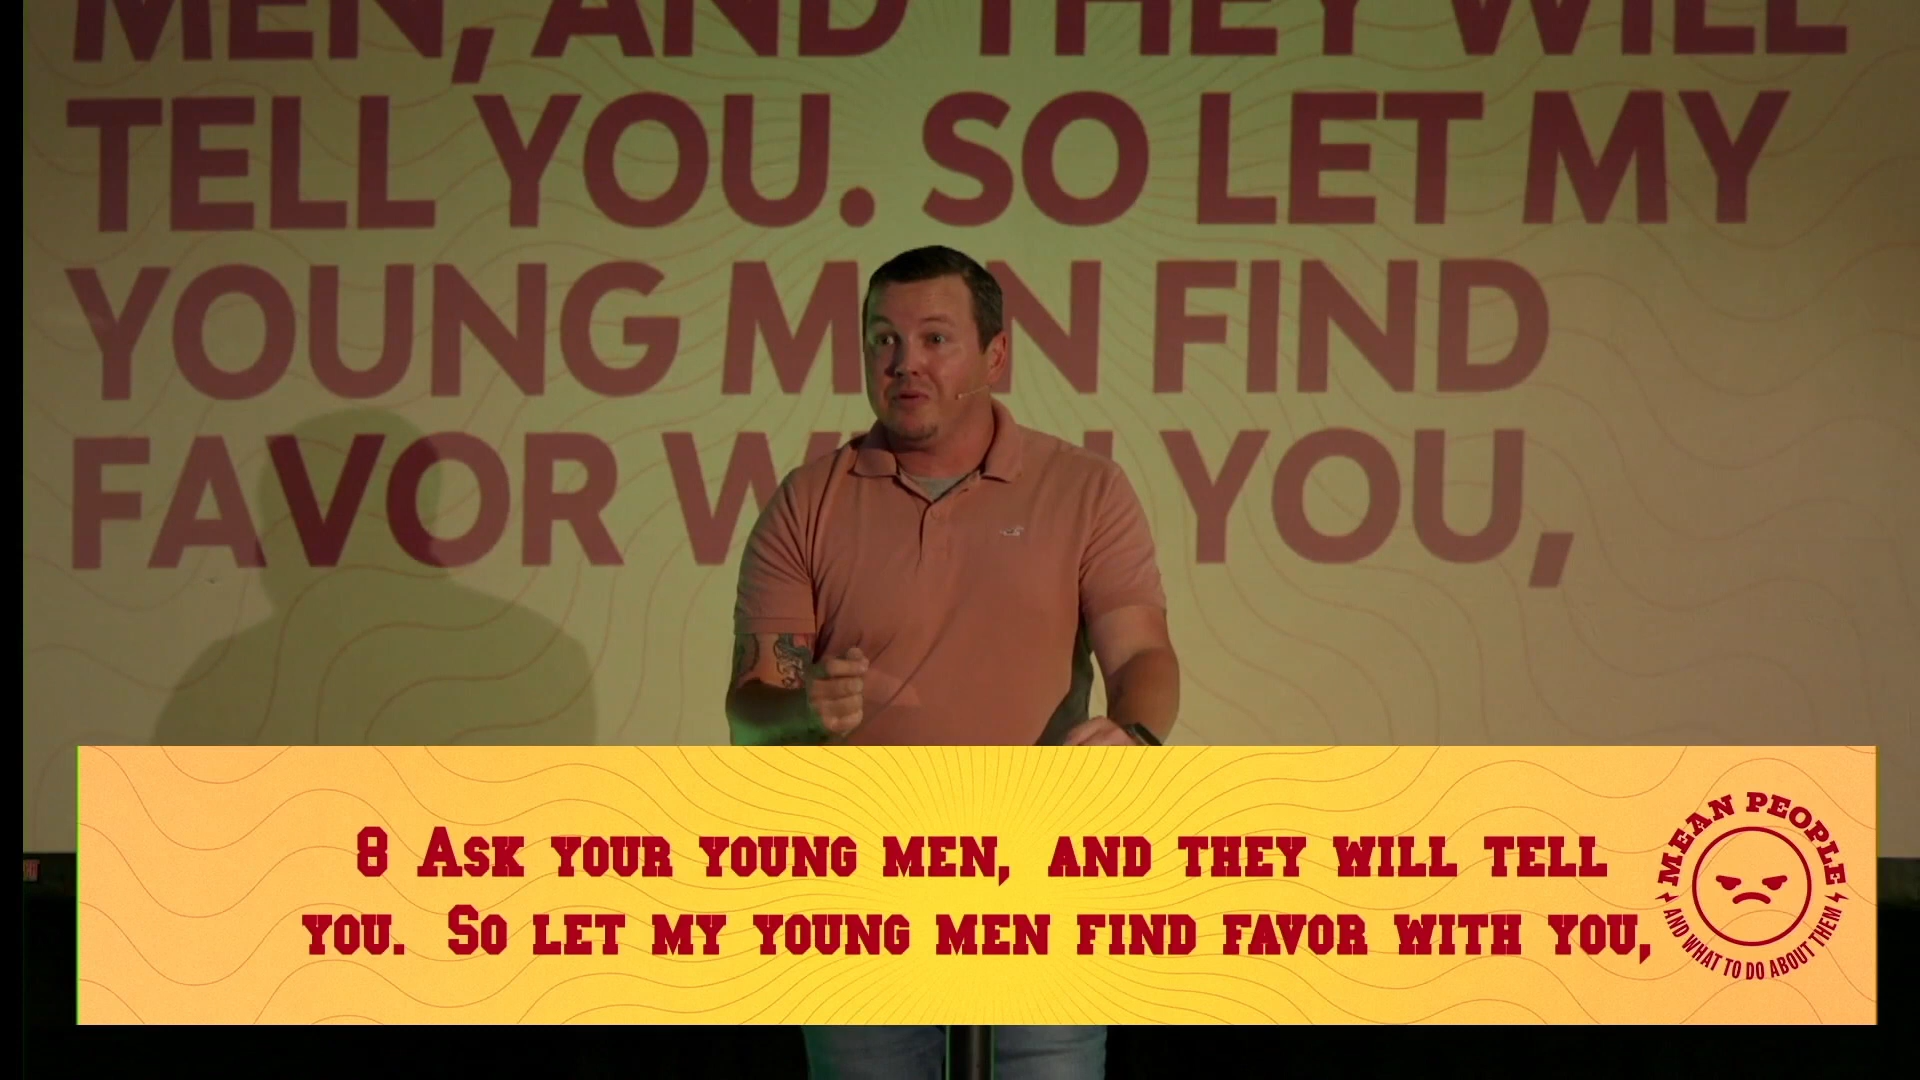 MEN, AND THEY WILL
TELL YOU. SO LET MY
YOUNG MEN FIND
FAVOR WITH YOU,
8 Ask your young men, and they will tell
you. So let my young men find favor with you,
MEAN PEOPLE
AND WHAT TO DO ABOUT THEM